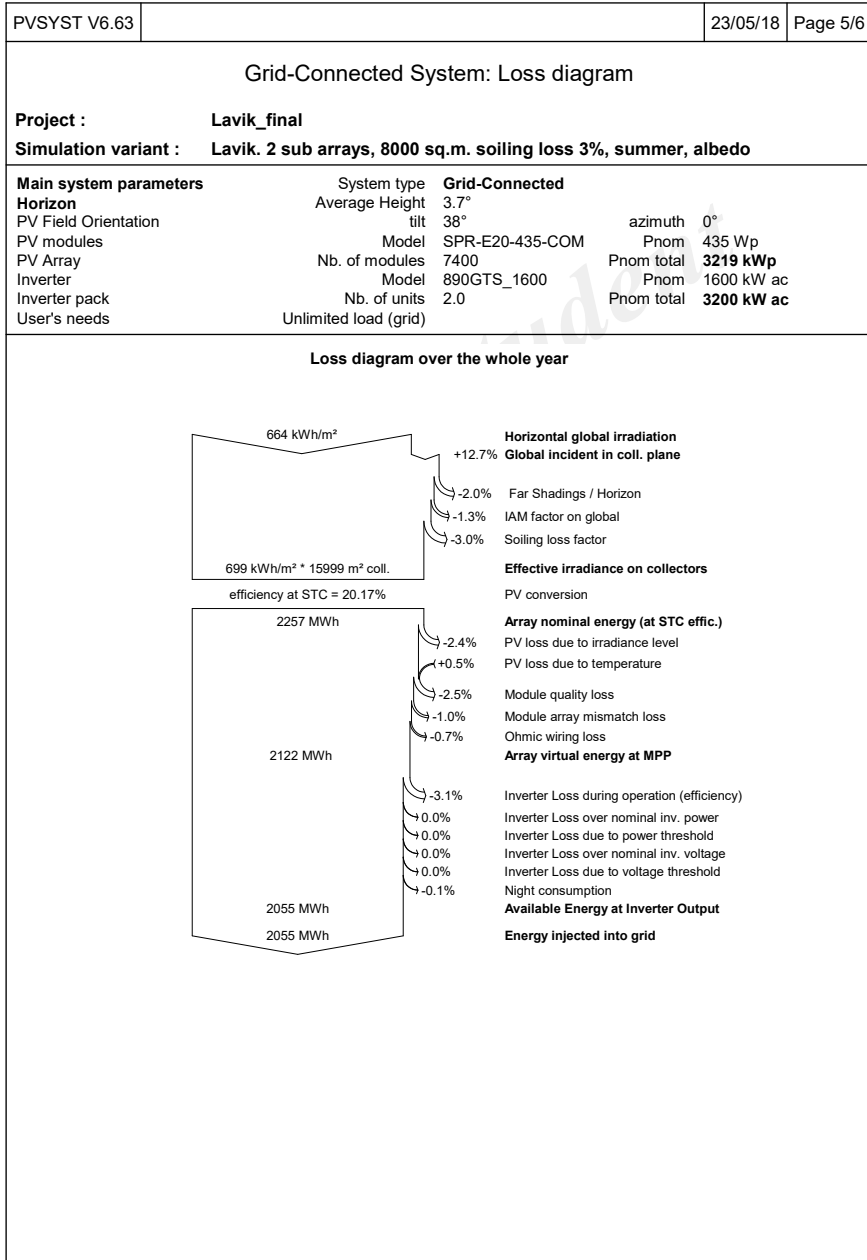 PVSYST V6.63 23/05/18 Page 5/6
Grid-Connected System: Loss diagram
Project : Lavik_final
Simulation variant : Lavik. 2 sub arrays, 8000 sq.m. soiling loss 3%, summer, albedo
Main system parameters System type Grid-Connected
Horizon Average Height 3.7°
PV Field Orientation tilt 38° azimuth 0°
PV modules Model SPR-E20-435-COM Pnom 435 Wp
PV Array Nb. of modules 7400 Pnom total 3219 kWp
Inverter Model 890GTS_1600 Pnom 1600 kW ac
Inverter pack Nb. of units 2.0 Pnom total 3200 kW ac
User's needs Unlimited load (grid)
Loss diagram over the whole year
664 kWh/m² Horizontal global irradiation
+12.7% Global incident in coll. plane
-2.0% Far Shadings / Horizon
-1.3% IAM factor on global
-3.0% Soiling loss factor
699 kWh/m² * 15999 m² coll. Effective irradiance on collectors
efficiency at STC = 20.17% PV conversion
2257 MWh Array nominal energy (at STC effic.)
-2.4% PV loss due to irradiance level
+0.5% PV loss due to temperature
-2.5% Module quality loss
-1.0% Module array mismatch loss
-0.7% Ohmic wiring loss
2122 MWh Array virtual energy at MPP
-3.1% Inverter Loss during operation (efficiency)
0.0% Inverter Loss over nominal inv. power
0.0% Inverter Loss due to power threshold
0.0% Inverter Loss over nominal inv. voltage
0.0% Inverter Loss due to voltage threshold
-0.1% Night consumption
2055 MWh Available Energy at Inverter Output
2055 MWh Energy injected into grid